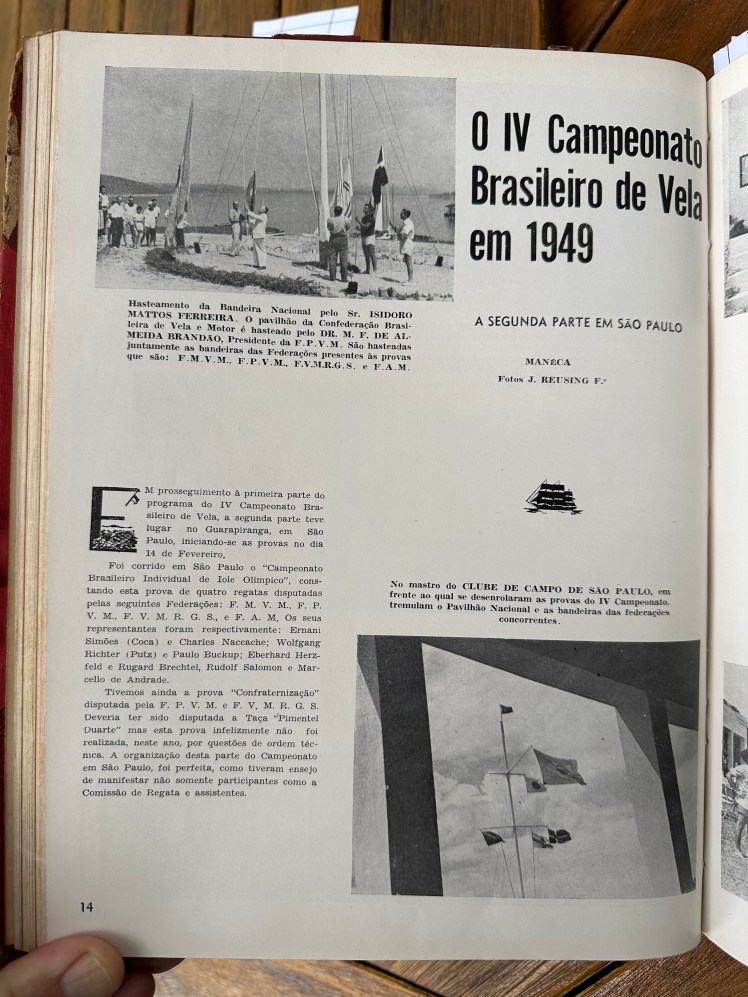 O IV Campeonato
Brasileiro de Vela
em 1949
A SEGUNDA PARTE EM SÃO PAULO
MANÉCA
Fotos J. REUSING F.º
Hasteamento da Bandeira Nacional pelo Sr. ISIDORO
MATTOS FERREIRA. O pavilhão da Confederação Brasi-
leira de Vela e Motor é hasteado pelo DR. M. F. DE AL-
MEIDA BRANDÃO, Presidente da F. P. V. M. São hasteadas
juntamente as bandeiras das Federações presentes às provas
que são: F. M. V. M., F. P. V. M., F. V. M. R. G. S. e F. A. M.
EM prosseguimento à primeira parte do
programa do IV Campeonato Bra-
sileiro de Vela, a segunda parte teve
lugar no Guarapiranga, em São
Paulo, iniciando-se as provas no dia
14 de Fevereiro.
Foi corrido em São Paulo o "Campeonato
Brasileiro Individual de Iole Olimpico", cons-
tando esta prova de quatro regatas disputadas
pelas seguintes Federações: F. M. V. M., F. P.
V. M., F. V. M. R. G. S., e F. A. M. Os seus
representantes foram respectivamente: Ernani
Simões (Coca) e Charles Naccache; Wolfgang
Richter (Putz) e Paulo Buckup; Eberhard Herz-
feld e Rugard Brechtel, Rudolf Salomon e Mar-
cello de Andrade.
Tivemos ainda a prova "Confraternização"
disputada pela F. P. V. M. e F. V, M. R. G. S.
Deveria ter sido disputada a Taça "Pimentel
Duarte" mas esta prova infelizmente não foi
realizada, neste ano, por questões de ordem téc-
nica. A organização desta parte do Campeonato
em São Paulo, foi perfeita, como tiveram ensejo
de manifestar não somente participantes como a
Comissão de Regata e assistentes.
No mastro do CLUBE DE CAMPO DE SÃO PAULO, em
frente ao qual se desenrolaram as provas do IV Campeonato,
tremulam o Pavilhão Nacional e as bandeiras das federações
concorrentes.
14